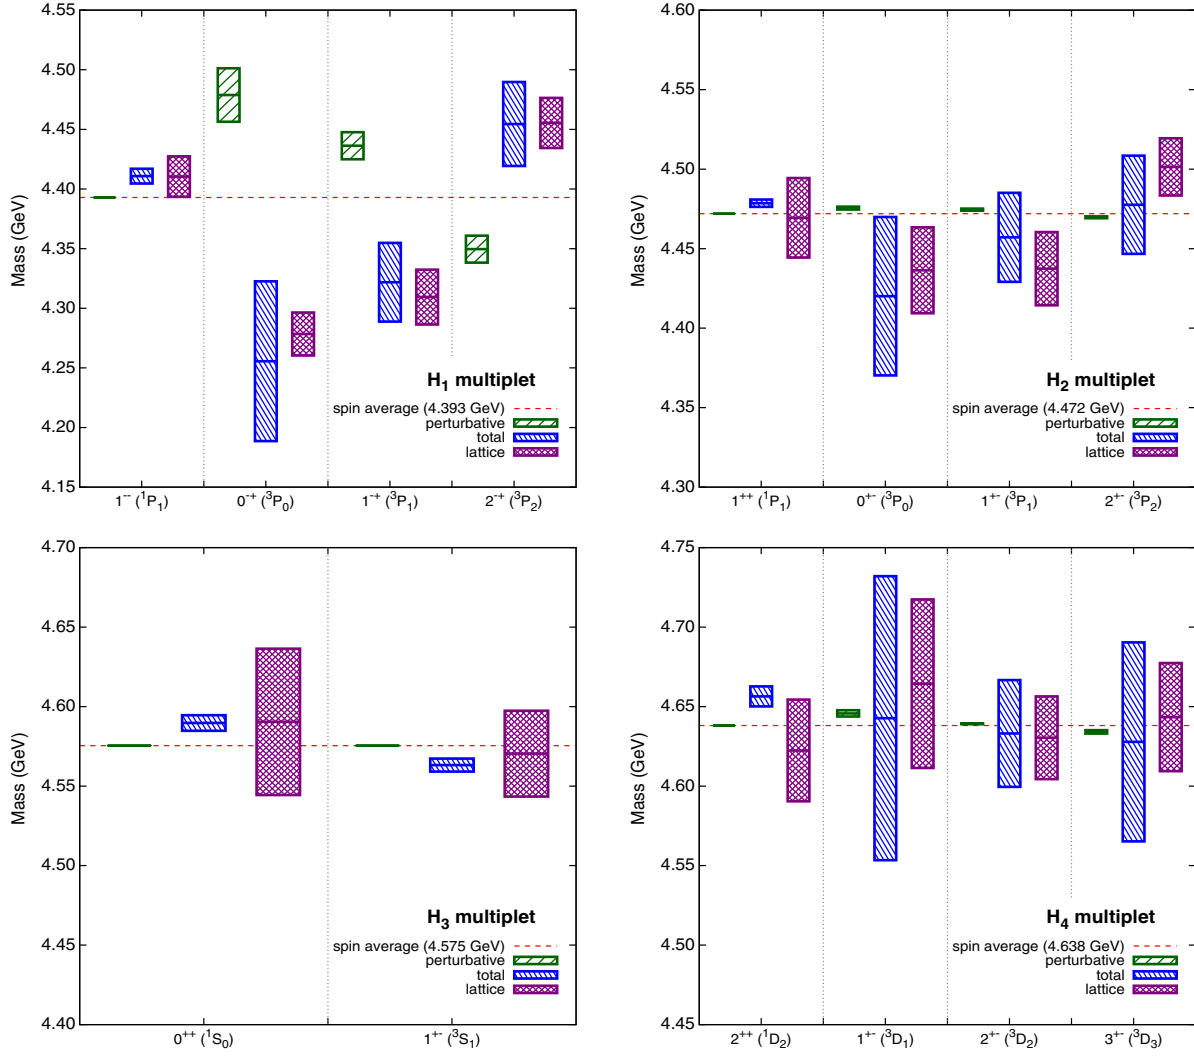 4.55
4.50
4.45
4.40
4.35
4.30
4.25
4.20
4.15
Mass (GeV)
H₁ multiplet
spin average (4.393 GeV)
perturbative
total
lattice
1⁻⁻ (¹P₁)
0⁻⁺ (³P₀)
1⁻⁺ (³P₁)
2⁻⁺ (³P₂)
4.60
4.55
4.50
4.45
4.40
4.35
4.30
Mass (GeV)
H₂ multiplet
spin average (4.472 GeV)
perturbative
total
lattice
1⁺⁺ (¹P₁)
0⁺⁻ (³P₀)
1⁺⁻ (³P₁)
2⁺⁻ (³P₂)
4.70
4.65
4.60
4.55
4.50
4.45
4.40
Mass (GeV)
H₃ multiplet
spin average (4.575 GeV)
perturbative
total
lattice
0⁺⁺ (¹S₀)
1⁺⁻ (³S₁)
4.75
4.70
4.65
4.60
4.55
4.50
4.45
Mass (GeV)
H₄ multiplet
spin average (4.638 GeV)
perturbative
total
lattice
2⁺⁺ (¹D₂)
1⁺⁻ (³D₁)
2⁺⁻ (³D₂)
3⁺⁻ (³D₃)